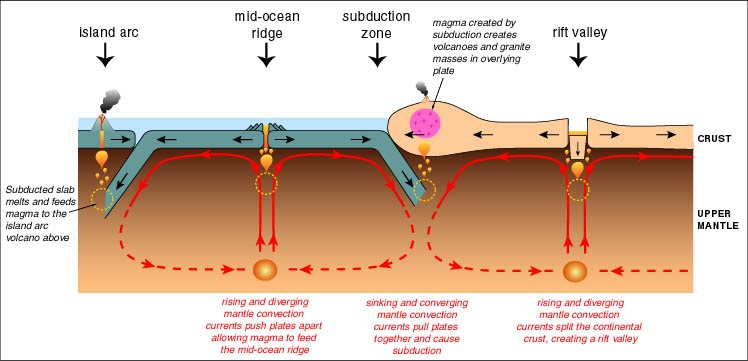 island arc
mid-ocean
ridge
subduction
zone
magma created by
subduction creates
volcanoes and granite
masses in overlying
plate
rift valley
CRUST
Subducted slab
melts and feeds
magma to the
island arc
volcano above
UPPER
MANTLE
rising and diverging
mantle convection
currents push plates apart
allowing magma to feed
the mid-ocean ridge
sinking and converging
mantle convection
currents pull plates
together and cause
subduction
rising and diverging
mantle convection
currents split the continental
crust, creating a rift valley